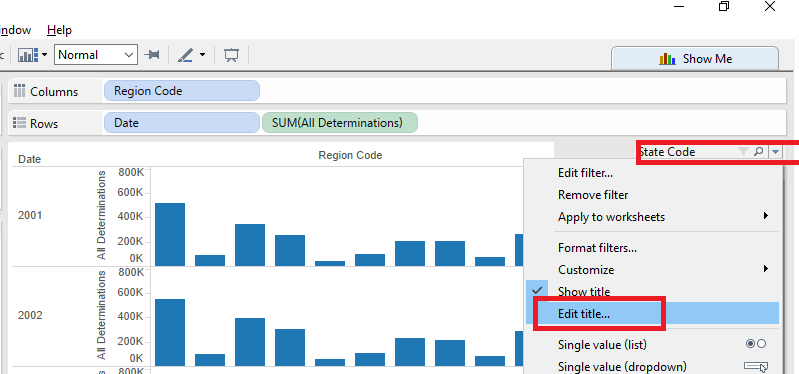 indow Help
c
Normal
Show Me
Columns Region Code
Rows Date SUM(All Determinations)
Date Region Code State Code
2001
All Determinations
800K
600K
400K
200K
0K
2002
All Determinations
800K
600K
400K
200K
0K
800K
Edit filter...
Remove filter
Apply to worksheets
Format filters...
Customize
Show title
Edit title...
Single value (list)
Single value (dropdown)